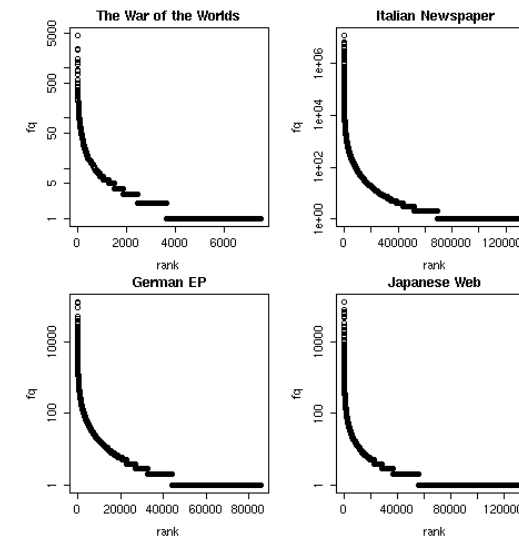 The War of the Worlds
5000
500
50
5
1
fq
0 2000 4000 6000
rank
Italian Newspaper
1e+06
1e+04
1e+02
1e+00
fq
0 400000 800000
rank
German EP
10000
100
1
fq
0 20000 40000 60000 80000
rank
Japanese Web
10000
100
1
fq
0 40000 80000
rank